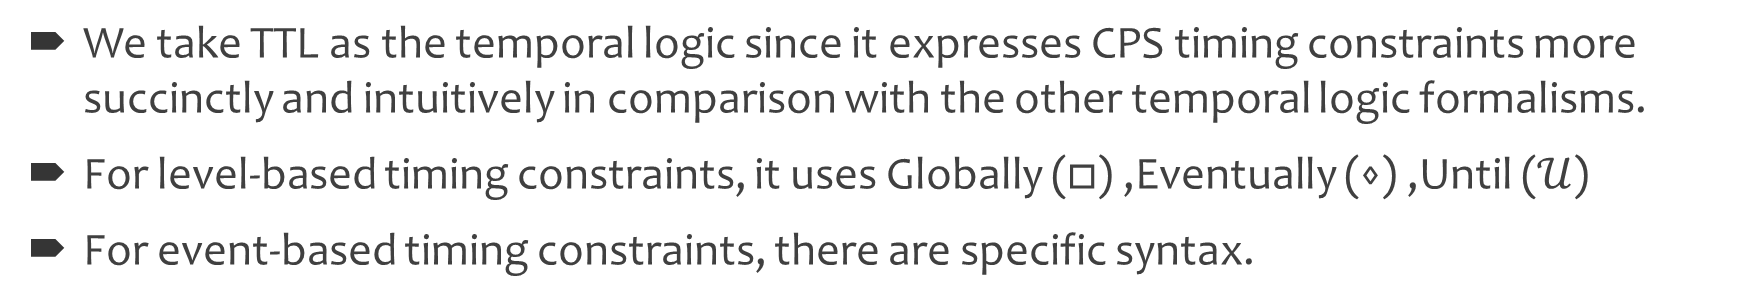 We take TTL as the temporal logic since it expresses CPS timing constraints more
succinctly and intuitively in comparison with the other temporal logic formalisms.
For level-based timing constraints, it uses Globally (□) ,Eventually (⋄) ,Until (𝒰)
For event-based timing constraints, there are specific syntax.